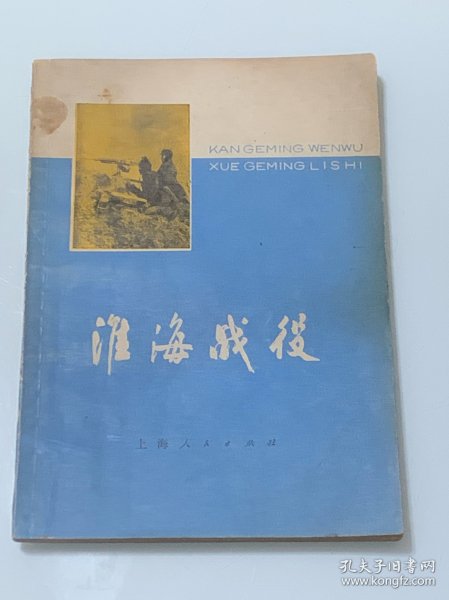 KAN GEMING WENWU
XUE GEMING LISHI
淮海战役
上海人民出版社
孔夫子旧书网
www.kongfz.com